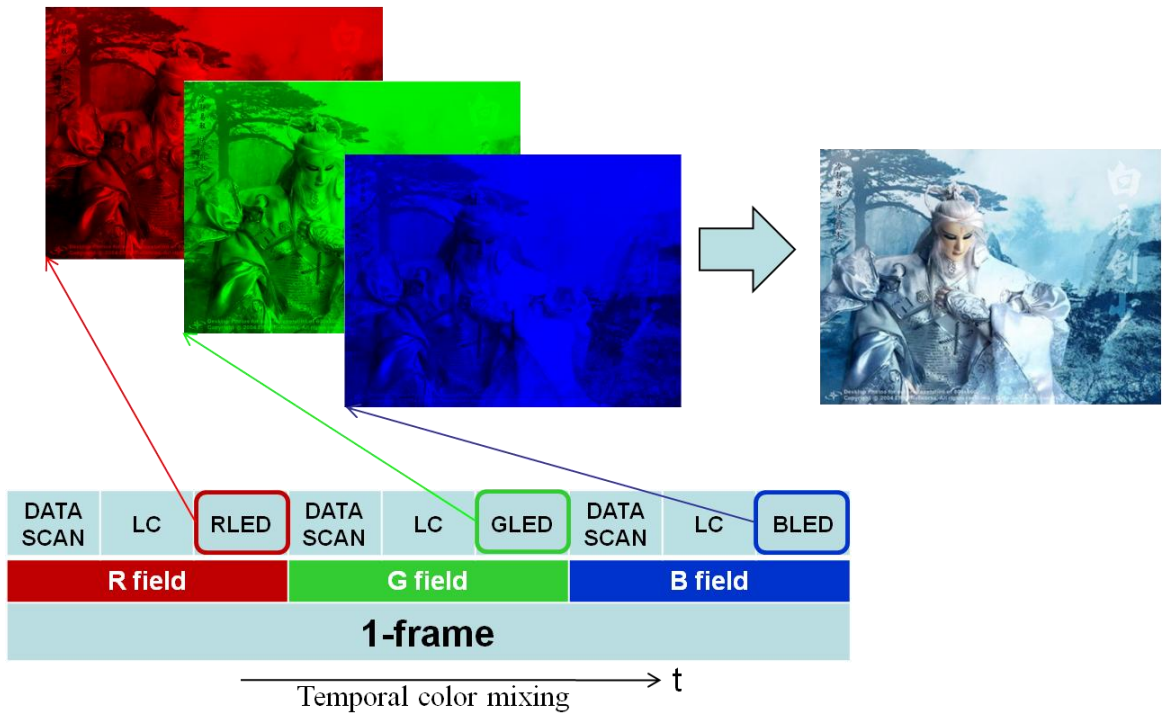 白
衣
劍
DATA
SCAN
LC
RLED
DATA
SCAN
LC
GLED
DATA
SCAN
LC
BLED
R field
G field
B field
1-frame
t
Temporal color mixing